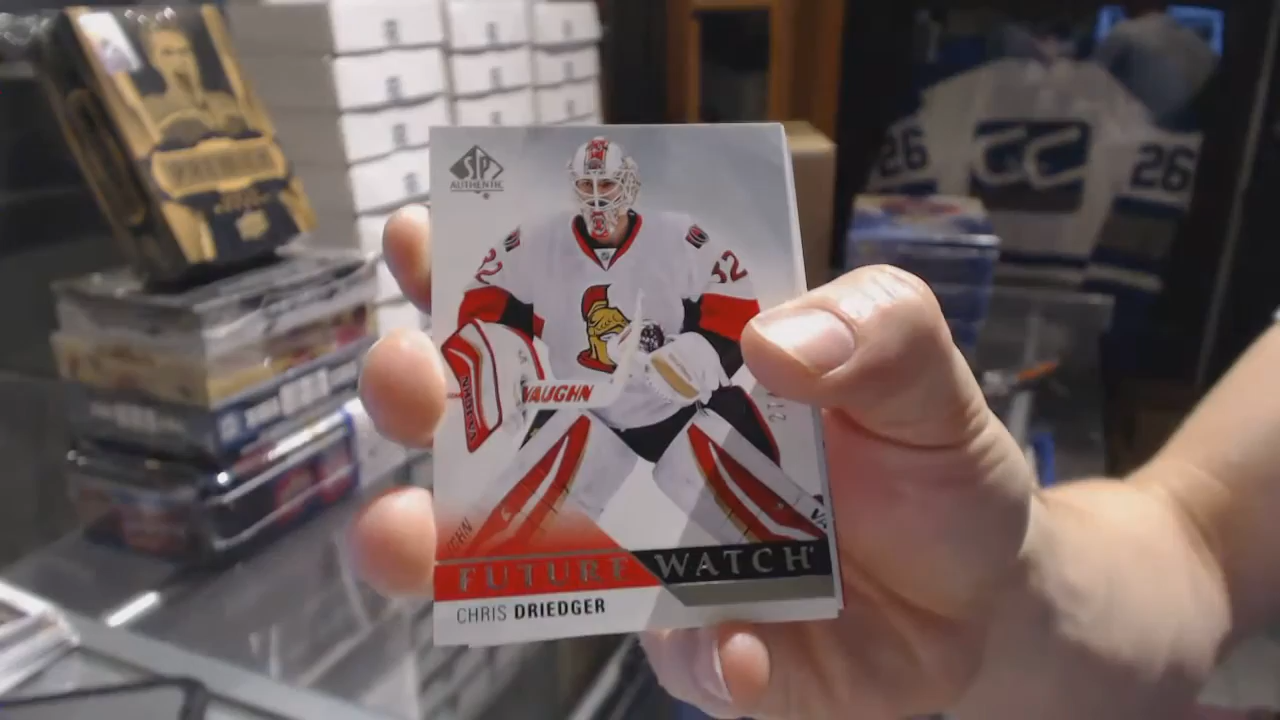 SP
AUTHENTIC
32
32
VAUGHN
VAUGHN
FUTURE WATCH
CHRIS DRIEDGER
26
26